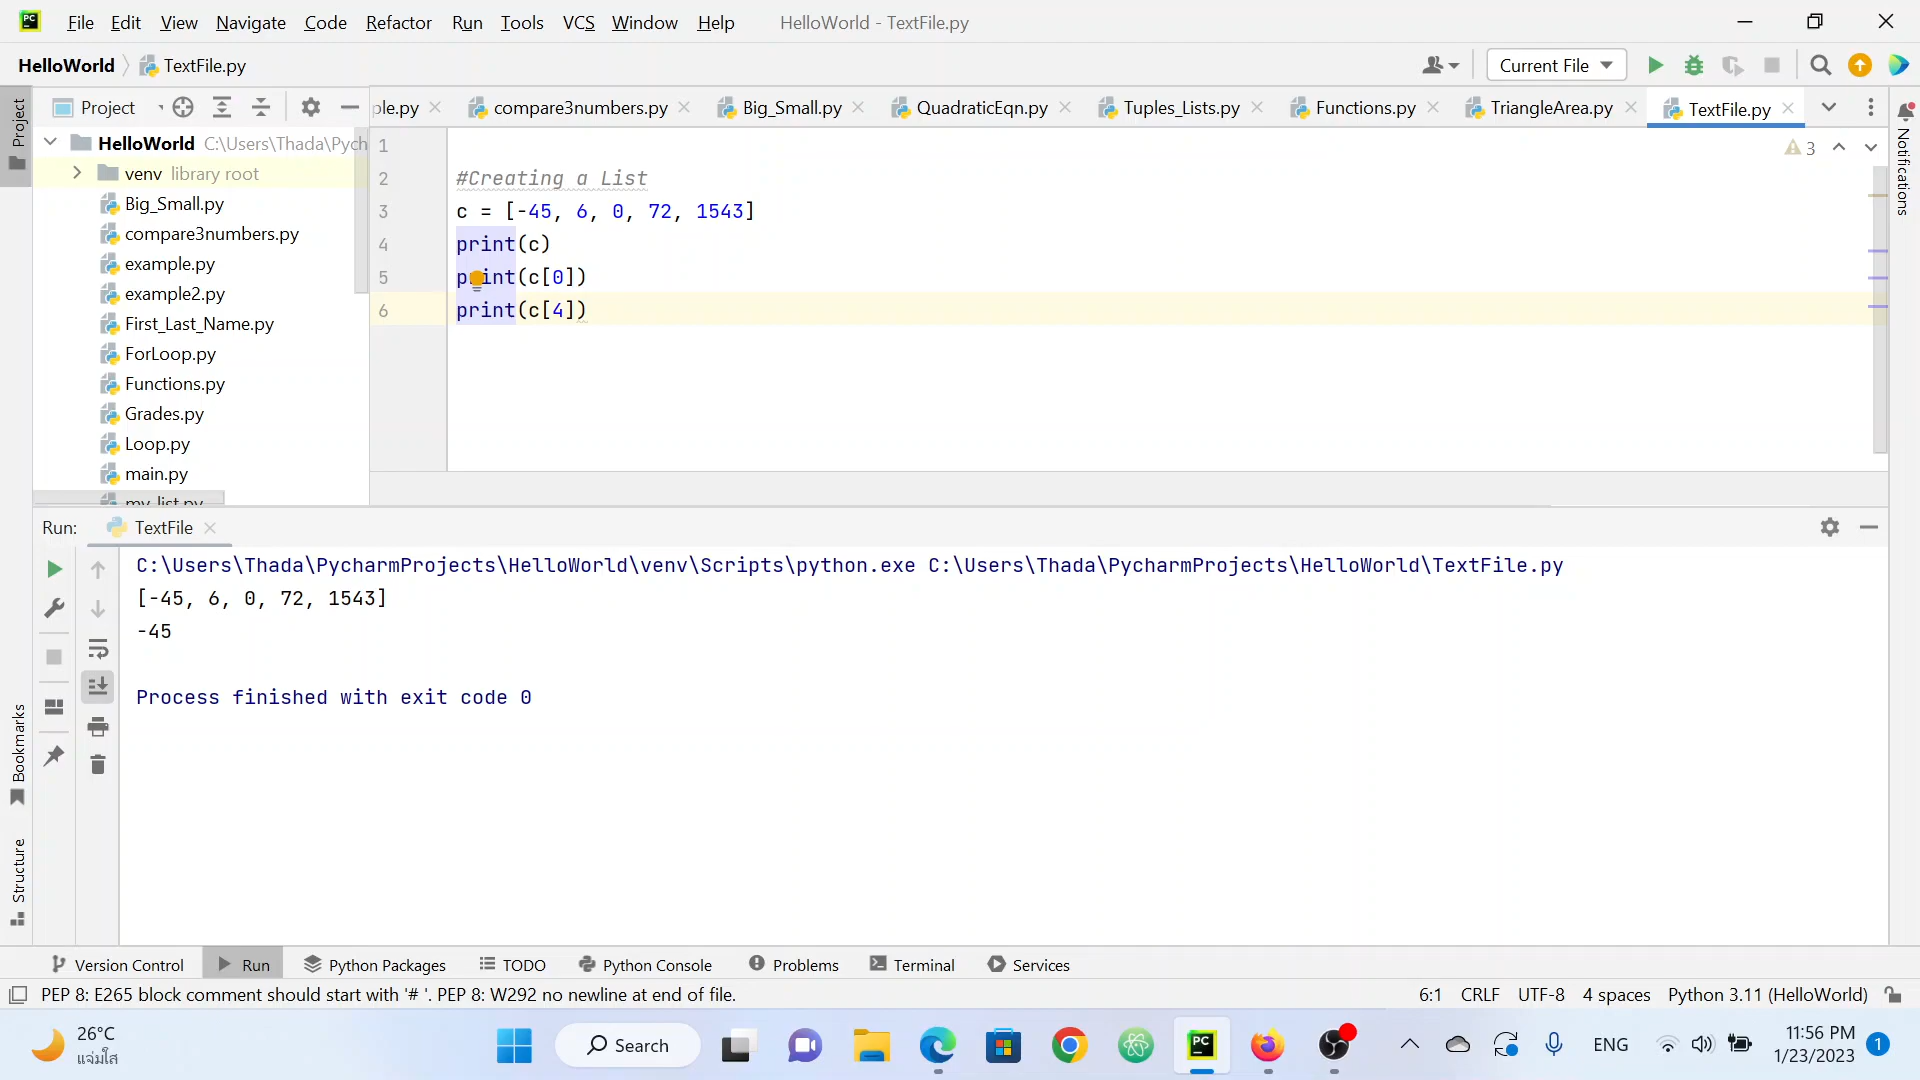 PC File Edit View Navigate Code Refactor Run Tools VCS Window Help HelloWorld - TextFile.py
HelloWorld TextFile.py Current File
Project ple.py compare3numbers.py Big_Small.py QuadraticEqn.py Tuples_Lists.py Functions.py TriangleArea.py TextFile.py
Project
Notifications
HelloWorld C:\Users\Thada\Pych
venv library root
Big_Small.py
compare3numbers.py
example.py
example2.py
First_Last_Name.py
ForLoop.py
Functions.py
Grades.py
Loop.py
main.py
my_list.py
1 3
2 #Creating a List
3 c = [-45, 6, 0, 72, 1543]
4 print(c)
5 print(c[0])
6 print(c[4])
Run: TextFile
C:\Users\Thada\PycharmProjects\HelloWorld\venv\Scripts\python.exe C:\Users\Thada\PycharmProjects\HelloWorld\TextFile.py
[-45, 6, 0, 72, 1543]
-45
Process finished with exit code 0
Bookmarks
Structure
Version Control Run Python Packages TODO Python Console Problems Terminal Services
PEP 8: E265 block comment should start with '# '. PEP 8: W292 no newline at end of file. 6:1 CRLF UTF-8 4 spaces Python 3.11 (HelloWorld)
26°C
แจ่มใส
Search
PC
ENG
11:56 PM
1/23/2023
1